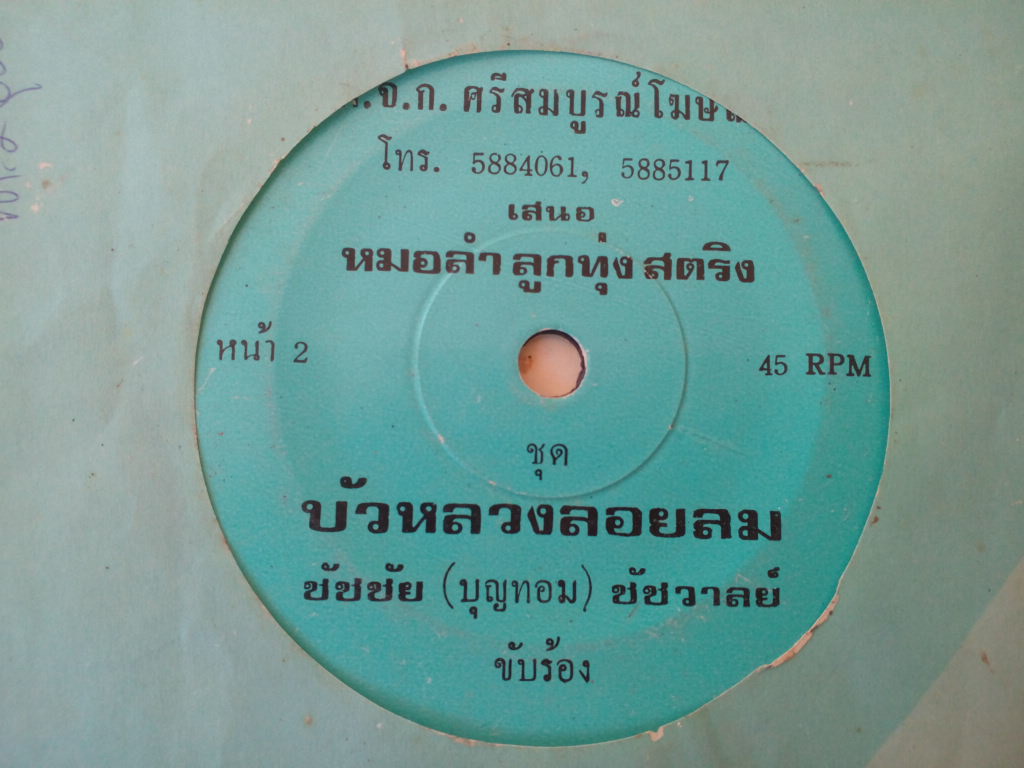 จ.ก. ศรีสมบูรณ์โฆษ
โทร. 5884061, 5885117
เสนอ
หมอลำ ลูกทุ่ง สตริง
หน้า 2
45 RPM
ชุด
บัวหลวงลอยลม
ชัชชัย (บุญทอม) ชัชวาลย์
ขับร้อง